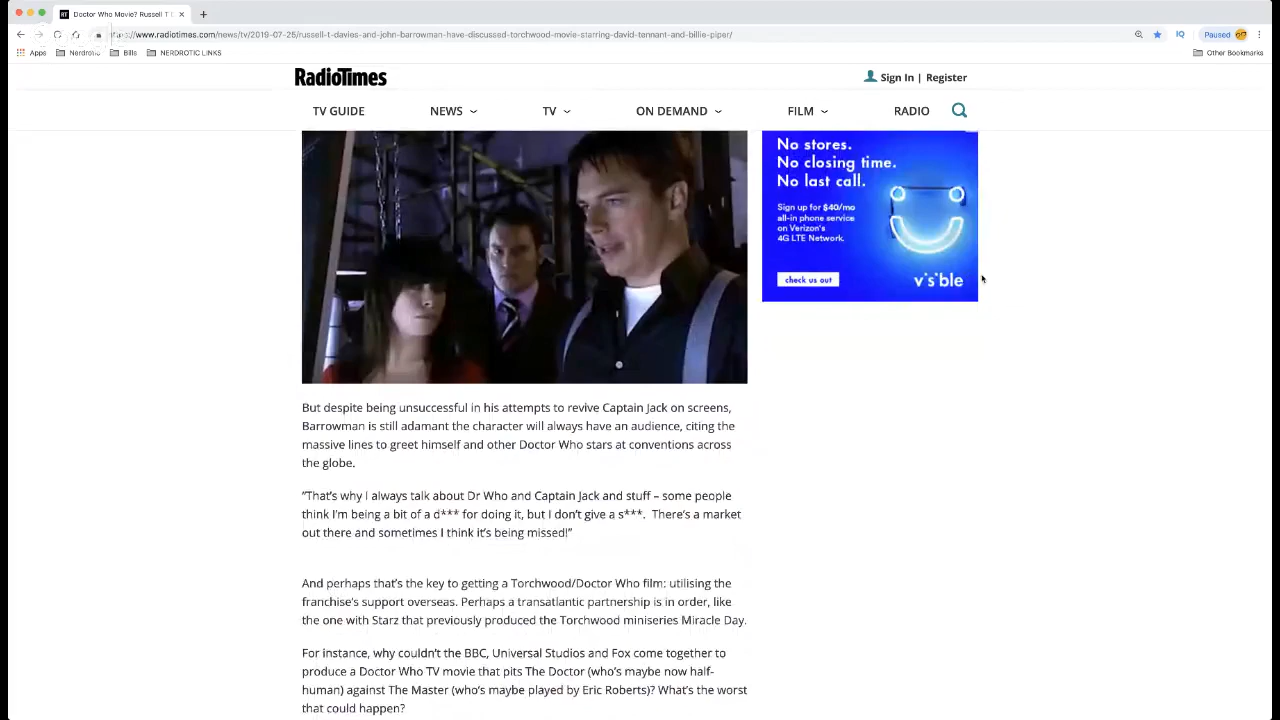 Doctor Who Movie? Russell T
www.radiotimes.com/news/tv/2019-07-26/russell-t-davies-and-john-barrowman-have-discussed-torchwood-movie-starring-david-tennant-and-billie-piper/
Paused
Apps
Bills
NERDROTIC LINKS
Other Bookmarks
RadioTimes
Sign In | Register
TV GUIDE
NEWS
TV
ON DEMAND
FILM
RADIO
No stores.
No closing time.
No last call.
Sign up for $40/mo
all-in phone service
on Verizon's
4G LTE Network.
check us out
visible
But despite being unsuccessful in his attempts to revive Captain Jack on screens,
Barrowman is still adamant the character will always have an audience, citing the
massive lines to greet himself and other Doctor Who stars at conventions across
the globe.
"That's why I always talk about Dr Who and Captain Jack and stuff – some people
think I'm being a bit of a d*** for doing it, but I don't give a s***. There's a market
out there and sometimes I think it's being missed!"
And perhaps that's the key to getting a Torchwood/Doctor Who film: utilising the
franchise's support overseas. Perhaps a transatlantic partnership is in order, like
the one with Starz that previously produced the Torchwood miniseries Miracle Day.
For instance, why couldn't the BBC, Universal Studios and Fox come together to
produce a Doctor Who TV movie that pits The Doctor (who's maybe now half-
human) against The Master (who's maybe played by Eric Roberts)? What's the worst
that could happen?